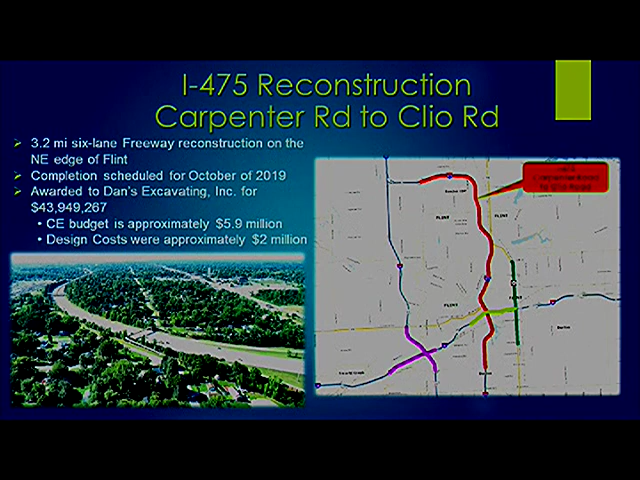 I-475 Reconstruction
Carpenter Rd to Clio Rd
3.2 mi six-lane Freeway reconstruction on the
NE edge of Flint
Completion scheduled for October of 2019
Awarded to Dan's Excavating, Inc. for
$43,949,267
• CE budget is approximately $5.9 million
• Design Costs were approximately $2 million
FLINT
FLINT
FLINT
Burton